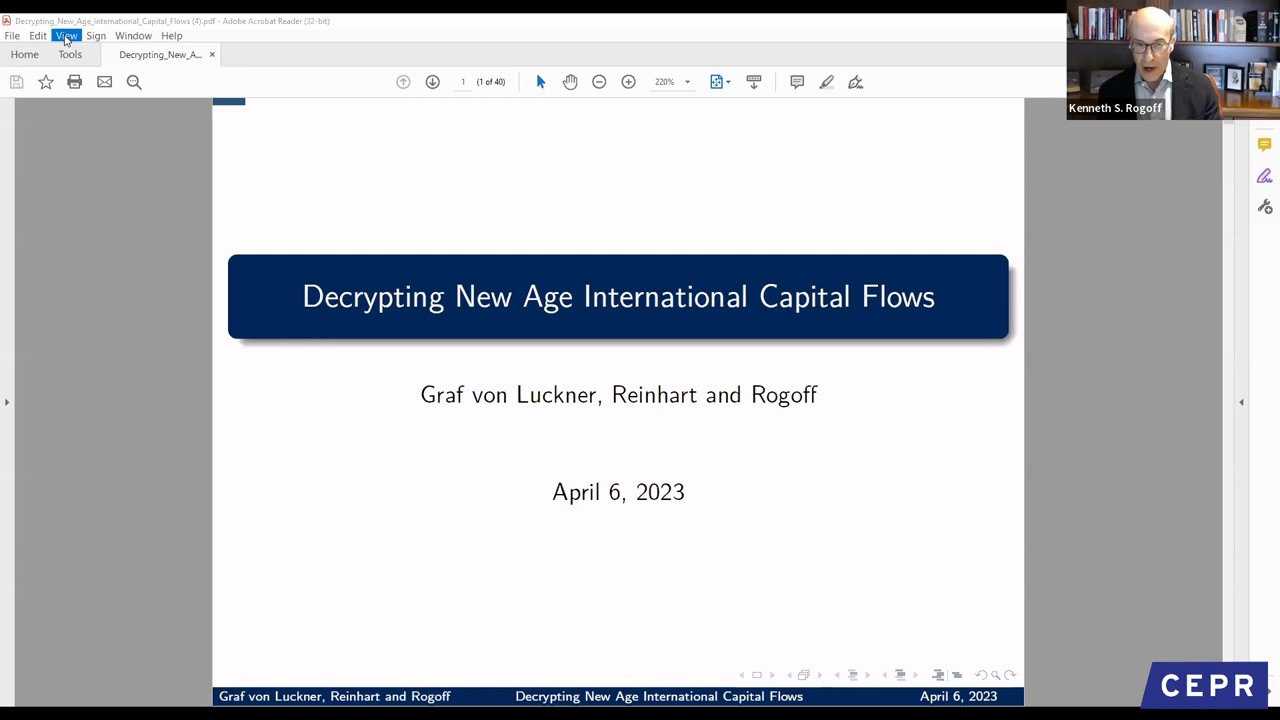 Decrypting_New_Age_International_Capital_Flows (4).pdf - Adobe Acrobat Reader (32-bit)
File Edit View Sign Window Help
Home Tools Decrypting_New_A... ×
1 (1 of 40) 220%
Kenneth S. Rogoff
Decrypting New Age International Capital Flows
Graf von Luckner, Reinhart and Rogoff
April 6, 2023
Graf von Luckner, Reinhart and Rogoff Decrypting New Age International Capital Flows April 6, 2023
CEPR